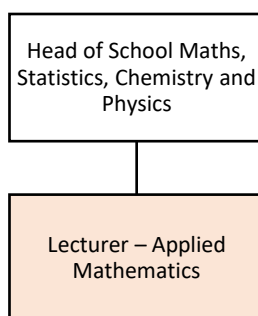 Head of School Maths,
Statistics, Chemistry and
Physics
Lecturer – Applied
Mathematics